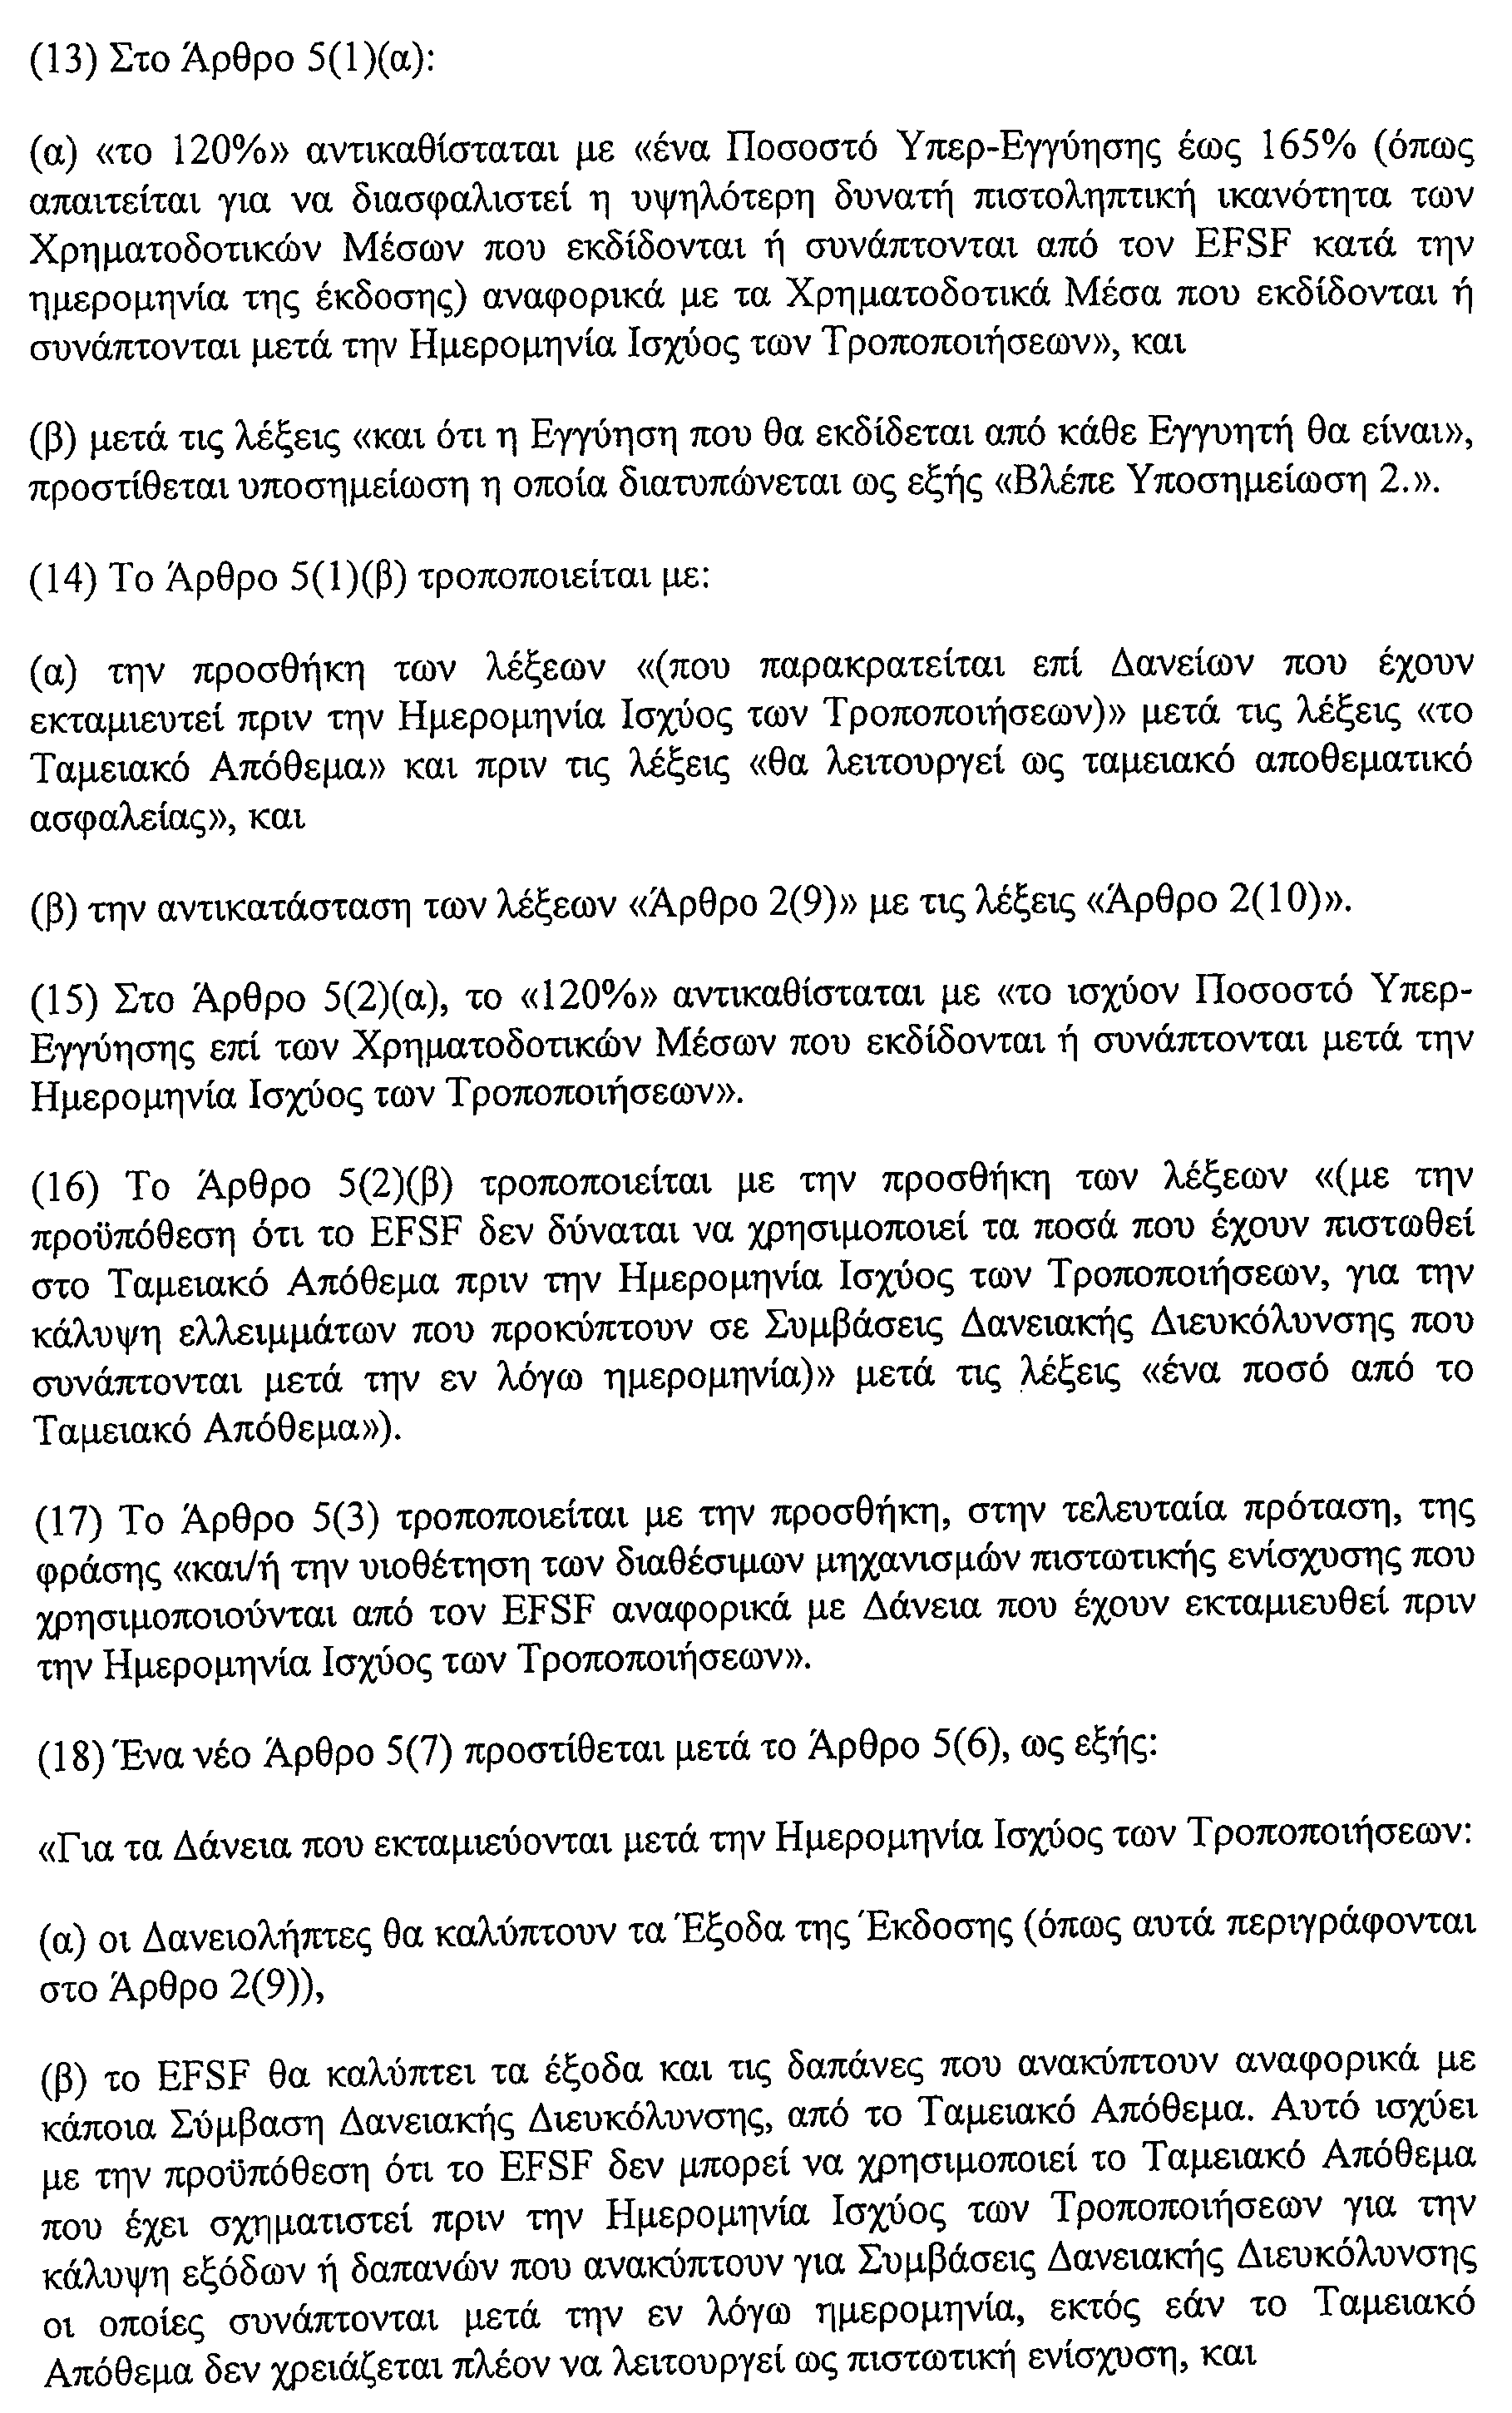 (13) Στο Άρθρο 5(1)(α):
(α) «το 120%» αντικαθίσταται με «ένα Ποσοστό Υπερ-Εγγύησης έως 165% (όπως
απαιτείται για να διασφαλιστεί η υψηλότερη δυνατή πιστοληπτική ικανότητα των
Χρηματοδοτικών Μέσων που εκδίδονται ή συνάπτονται από τον EFSF κατά την
ημερομηνία της έκδοσης) αναφορικά με τα Χρηματοδοτικά Μέσα που εκδίδονται ή
συνάπτονται μετά την Ημερομηνία Ισχύος των Τροποποιήσεων», και
(β) μετά τις λέξεις «και ότι η Εγγύηση που θα εκδίδεται από κάθε Εγγυητή θα είναι»,
προστίθεται υποσημείωση η οποία διατυπώνεται ως εξής «Βλέπε Υποσημείωση 2.».
(14) Το Άρθρο 5(1)(β) τροποποιείται με:
(α) την προσθήκη των λέξεων «(που παρακρατείται επί Δανείων που έχουν
εκταμιευτεί πριν την Ημερομηνία Ισχύος των Τροποποιήσεων)» μετά τις λέξεις «το
Ταμειακό Απόθεμα» και πριν τις λέξεις «θα λειτουργεί ως ταμειακό αποθεματικό
ασφαλείας», και
(β) την αντικατάσταση των λέξεων «Άρθρο 2(9)» με τις λέξεις «Άρθρο 2(10)».
(15) Στο Άρθρο 5(2)(α), το «120%» αντικαθίσταται με «το ισχύον Ποσοστό Υπερ-
Εγγύησης επί των Χρηματοδοτικών Μέσων που εκδίδονται ή συνάπτονται μετά την
Ημερομηνία Ισχύος των Τροποποιήσεων».
(16) Το Άρθρο 5(2)(β) τροποποιείται με την προσθήκη των λέξεων «(με την
προϋπόθεση ότι το EFSF δεν δύναται να χρησιμοποιεί τα ποσά που έχουν πιστωθεί
στο Ταμειακό Απόθεμα πριν την Ημερομηνία Ισχύος των Τροποποιήσεων, για την
κάλυψη ελλειμμάτων που προκύπτουν σε Συμβάσεις Δανειακής Διευκόλυνσης που
συνάπτονται μετά την εν λόγω ημερομηνία)» μετά τις λέξεις «ένα ποσό από το
Ταμειακό Απόθεμα»).
(17) Το Άρθρο 5(3) τροποποιείται με την προσθήκη, στην τελευταία πρόταση, της
φράσης «και/ή την υιοθέτηση των διαθέσιμων μηχανισμών πιστωτικής ενίσχυσης που
χρησιμοποιούνται από τον EFSF αναφορικά με Δάνεια που έχουν εκταμιευθεί πριν
την Ημερομηνία Ισχύος των Τροποποιήσεων».
(18) Ένα νέο Άρθρο 5(7) προστίθεται μετά το Άρθρο 5(6), ως εξής:
«Για τα Δάνεια που εκταμιεύονται μετά την Ημερομηνία Ισχύος των Τροποποιήσεων:
(α) οι Δανειολήπτες θα καλύπτουν τα Έξοδα της Έκδοσης (όπως αυτά περιγράφονται
στο Άρθρο 2(9)),
(β) το EFSF θα καλύπτει τα έξοδα και τις δαπάνες που ανακύπτουν αναφορικά με
κάποια Σύμβαση Δανειακής Διευκόλυνσης, από το Ταμειακό Απόθεμα. Αυτό ισχύει
με την προϋπόθεση ότι το EFSF δεν μπορεί να χρησιμοποιεί το Ταμειακό Απόθεμα
που έχει σχηματιστεί πριν την Ημερομηνία Ισχύος των Τροποποιήσεων για την
κάλυψη εξόδων ή δαπανών που ανακύπτουν για Συμβάσεις Δανειακής Διευκόλυνσης
οι οποίες συνάπτονται μετά την εν λόγω ημερομηνία, εκτός εάν το Ταμειακό
Απόθεμα δεν χρειάζεται πλέον να λειτουργεί ως πιστωτική ενίσχυση, και